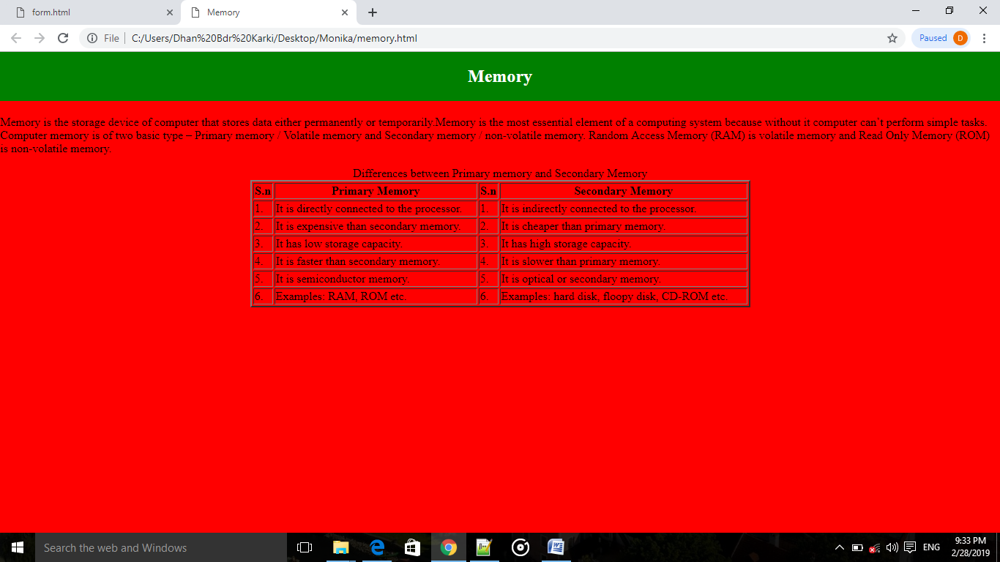 form.html
Memory
File
C:/Users/Dhan%20Bdr%20Karki/Desktop/Monika/memory.html
Paused
D
Memory
Memory is the storage device of computer that stores data either permanently or temporarily.Memory is the most essential element of a computing system because without it computer can't perform simple tasks.
Computer memory is of two basic type – Primary memory / Volatile memory and Secondary memory / non-volatile memory. Random Access Memory (RAM) is volatile memory and Read Only Memory (ROM)
is non-volatile memory.
Differences between Primary memory and Secondary Memory
S.n Primary Memory S.n Secondary Memory
1. It is directly connected to the processor. 1. It is indirectly connected to the processor.
2. It is expensive than secondary memory. 2. It is cheaper than primary memory.
3. It has low storage capacity. 3. It has high storage capacity.
4. It is faster than secondary memory. 4. It is slower than primary memory.
5. It is semiconductor memory. 5. It is optical or secondary memory.
6. Examples: RAM, ROM etc. 6. Examples: hard disk, floopy disk, CD-ROM etc.
Search the web and Windows
ENG
9:33 PM
2/28/2019